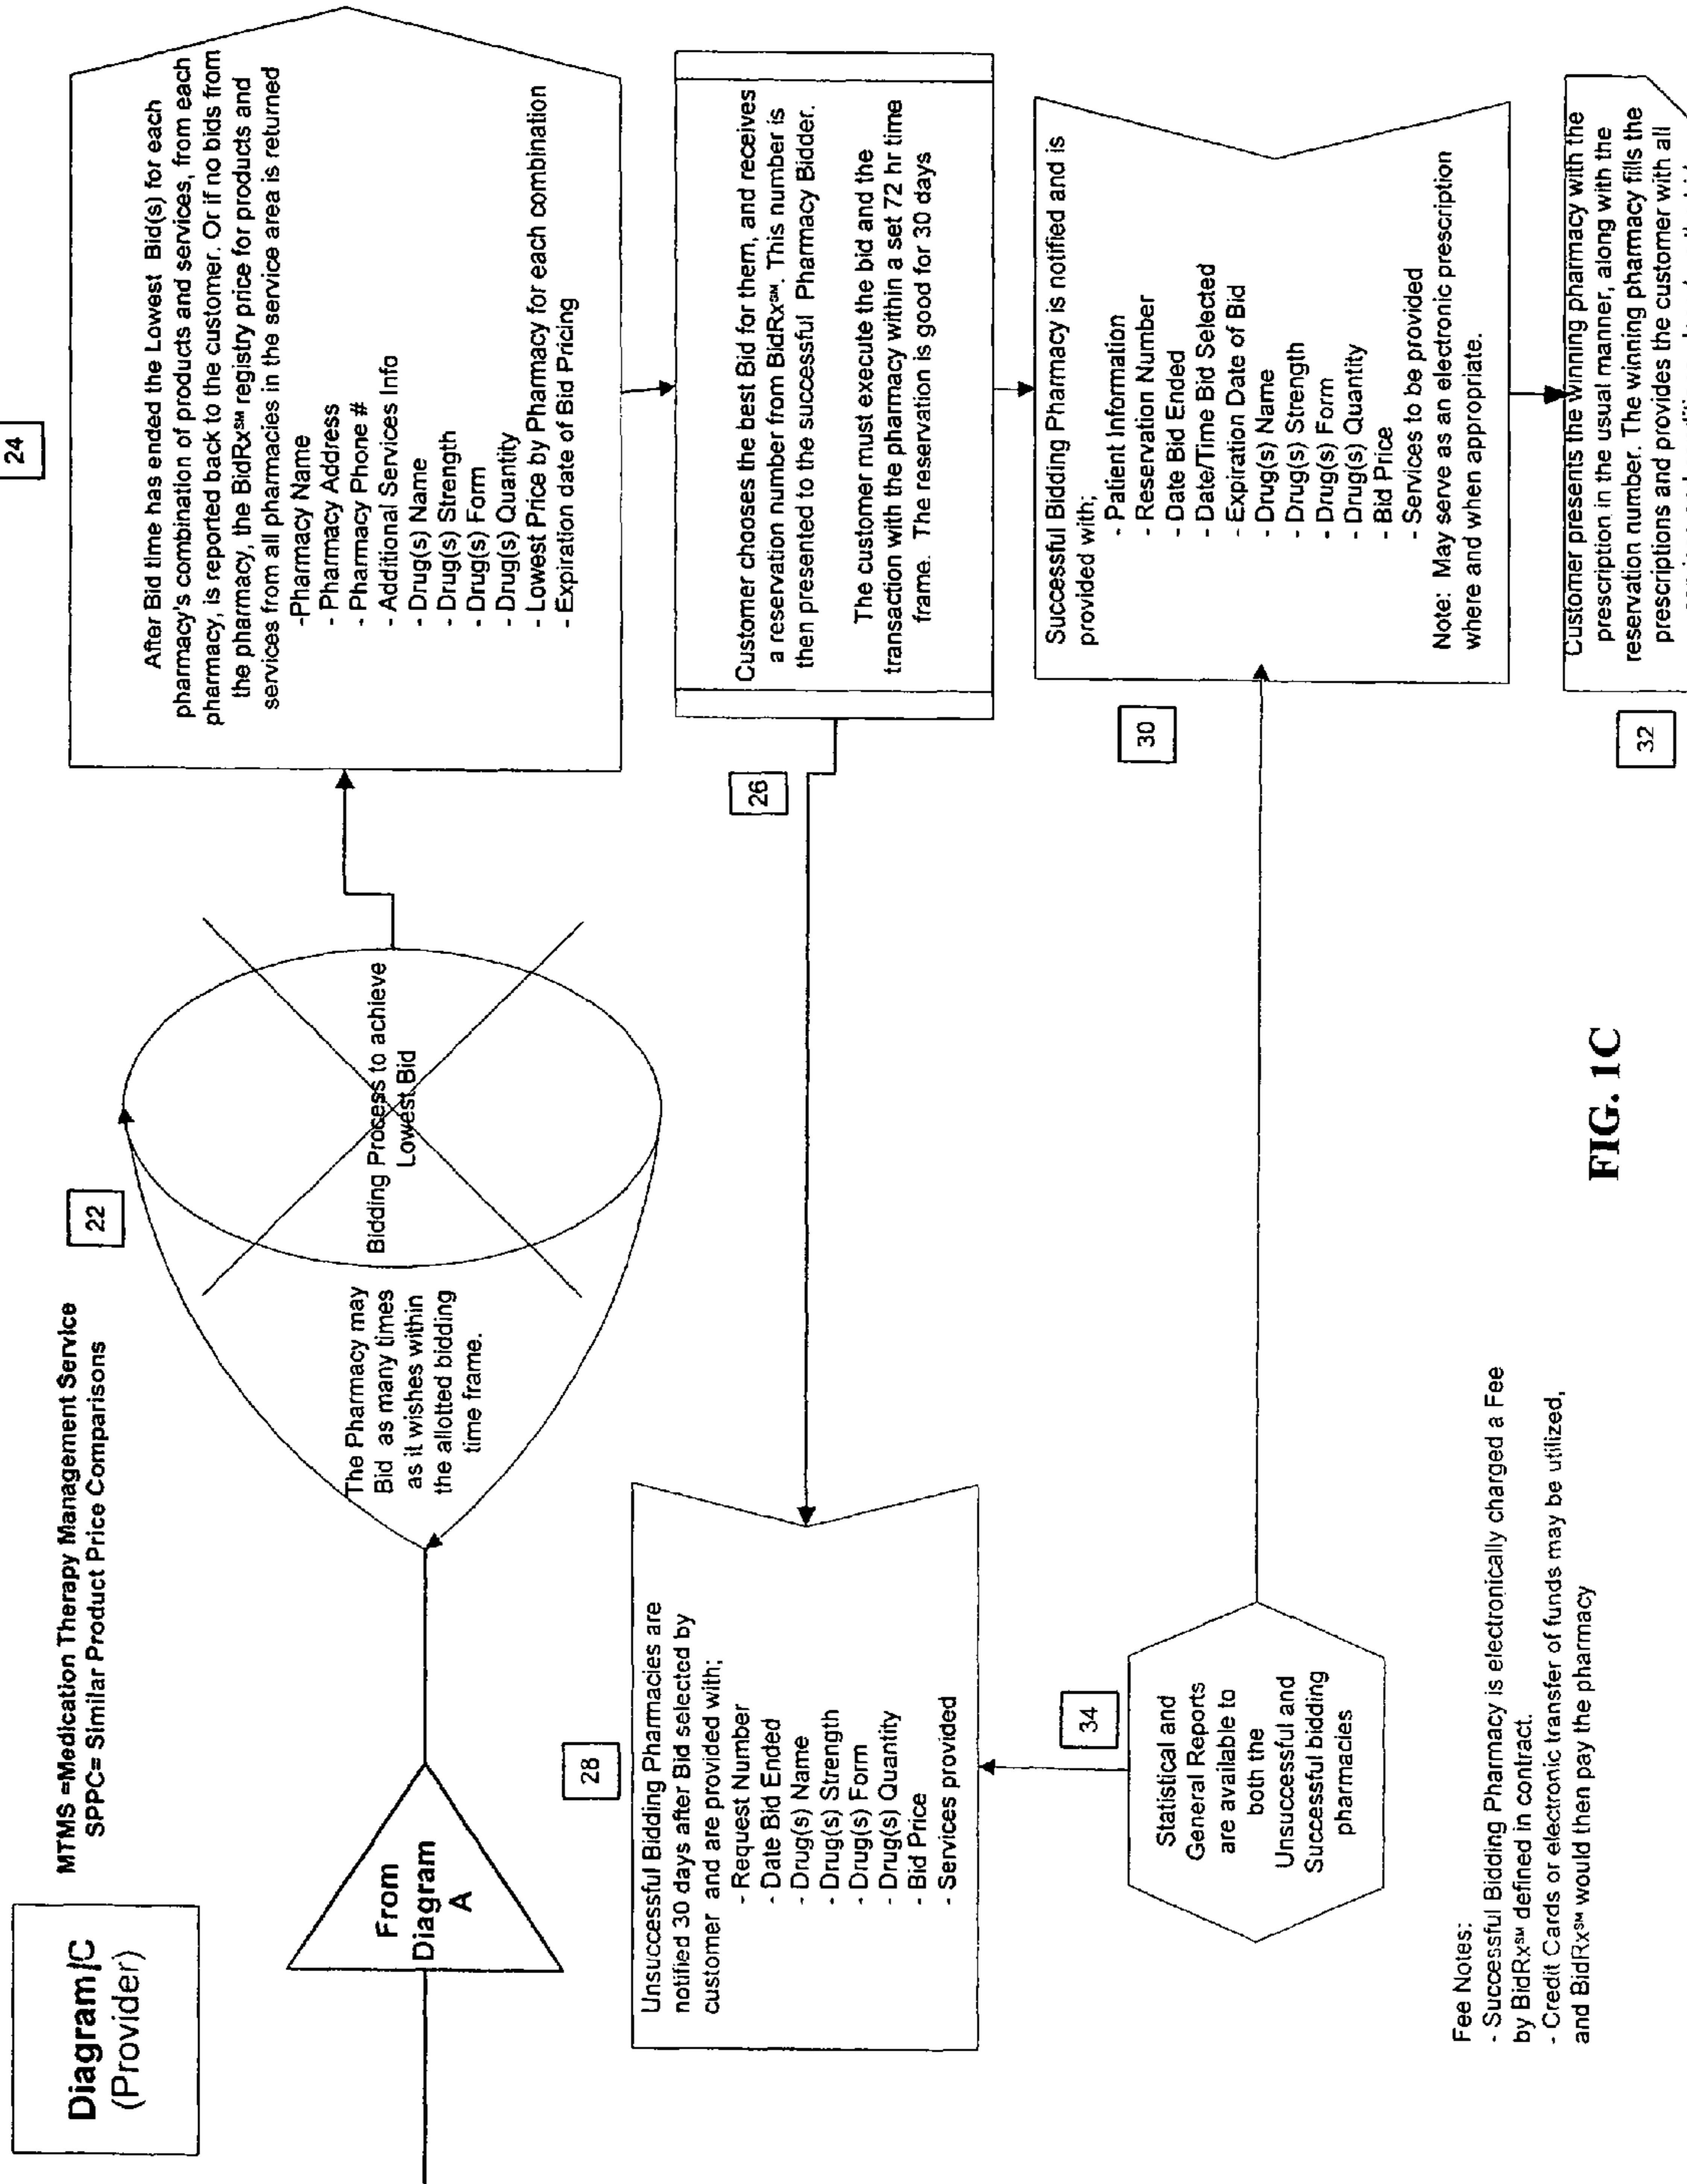 Diagram C
(Provider)
MTMS =Medication Therapy Management Service
SPPC= Similar Product Price Comparisons
From
Diagram
A
22
The Pharmacy may
Bid as many times
as it wishes within
the allotted bidding
time frame.
Bidding Process to achieve
Lowest Bid
24
After Bid time has ended the Lowest Bid(s) for each
pharmacy's combination of products and services, from each
pharmacy, is reported back to the customer. Or if no bids from
the pharmacy, the BidRx℠ registry price for products and
services from all pharmacies in the service area is returned
-Pharmacy Name
- Pharmacy Address
- Pharmacy Phone #
- Additional Services Info
- Drug(s) Name
- Drug(s) Strength
- Drug(s) Form
- Drug(s) Quantity
- Lowest Price by Pharmacy for each combination
- Expiration date of Bid Pricing
26
Customer chooses the best Bid for them, and receives
a reservation number from BidRx℠. This number is
then presented to the successful Pharmacy Bidder.
The customer must execute the bid and the
transaction with the pharmacy within a set 72 hr time
frame. The reservation is good for 30 days
28
Unsuccessful Bidding Pharmacies are
notified 30 days after Bid selected by
customer and are provided with;
- Request Number
- Date Bid Ended
- Drug(s) Name
- Drug(s) Strength
- Drug(s) Form
- Drug(s) Quantity
- Bid Price
- Services provided
30
Successful Bidding Pharmacy is notified and is
provided with;
- Patient Information
- Reservation Number
- Date Bid Ended
- Date/Time Bid Selected
- Expiration Date of Bid
- Drug(s) Name
- Drug(s) Strength
- Drug(s) Form
- Drug(s) Quantity
- Bid Price
- Services to be provided
Note: May serve as an electronic prescription
where and when appropriate.
34
Statistical and
General Reports
are available to
both the
Unsuccessful and
Successful bidding
pharmacies
32
Customer presents the winning pharmacy with the
prescription in the usual manner, along with the
reservation number. The winning pharmacy fills the
prescriptions and provides the customer with all
Fee Notes:
- Successful Bidding Pharmacy is electronically charged a Fee
by BidRx℠ defined in contract.
- Credit Cards or electronic transfer of funds may be utilized,
and BidRx℠ would then pay the pharmacy
FIG. 1C